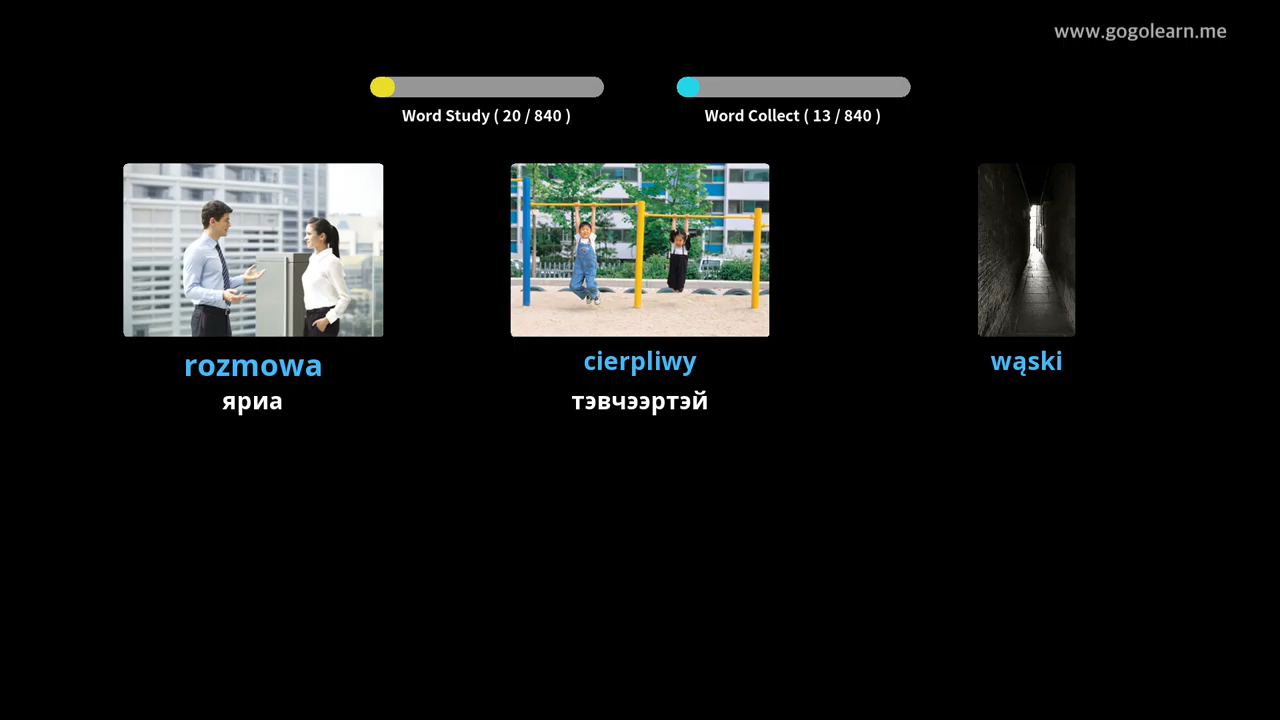 www.gogolearn.me
Word Study ( 20 / 840 )
Word Collect ( 13 / 840 )
rozmowa
яриа
cierpliwy
тэвчээртэй
wąski